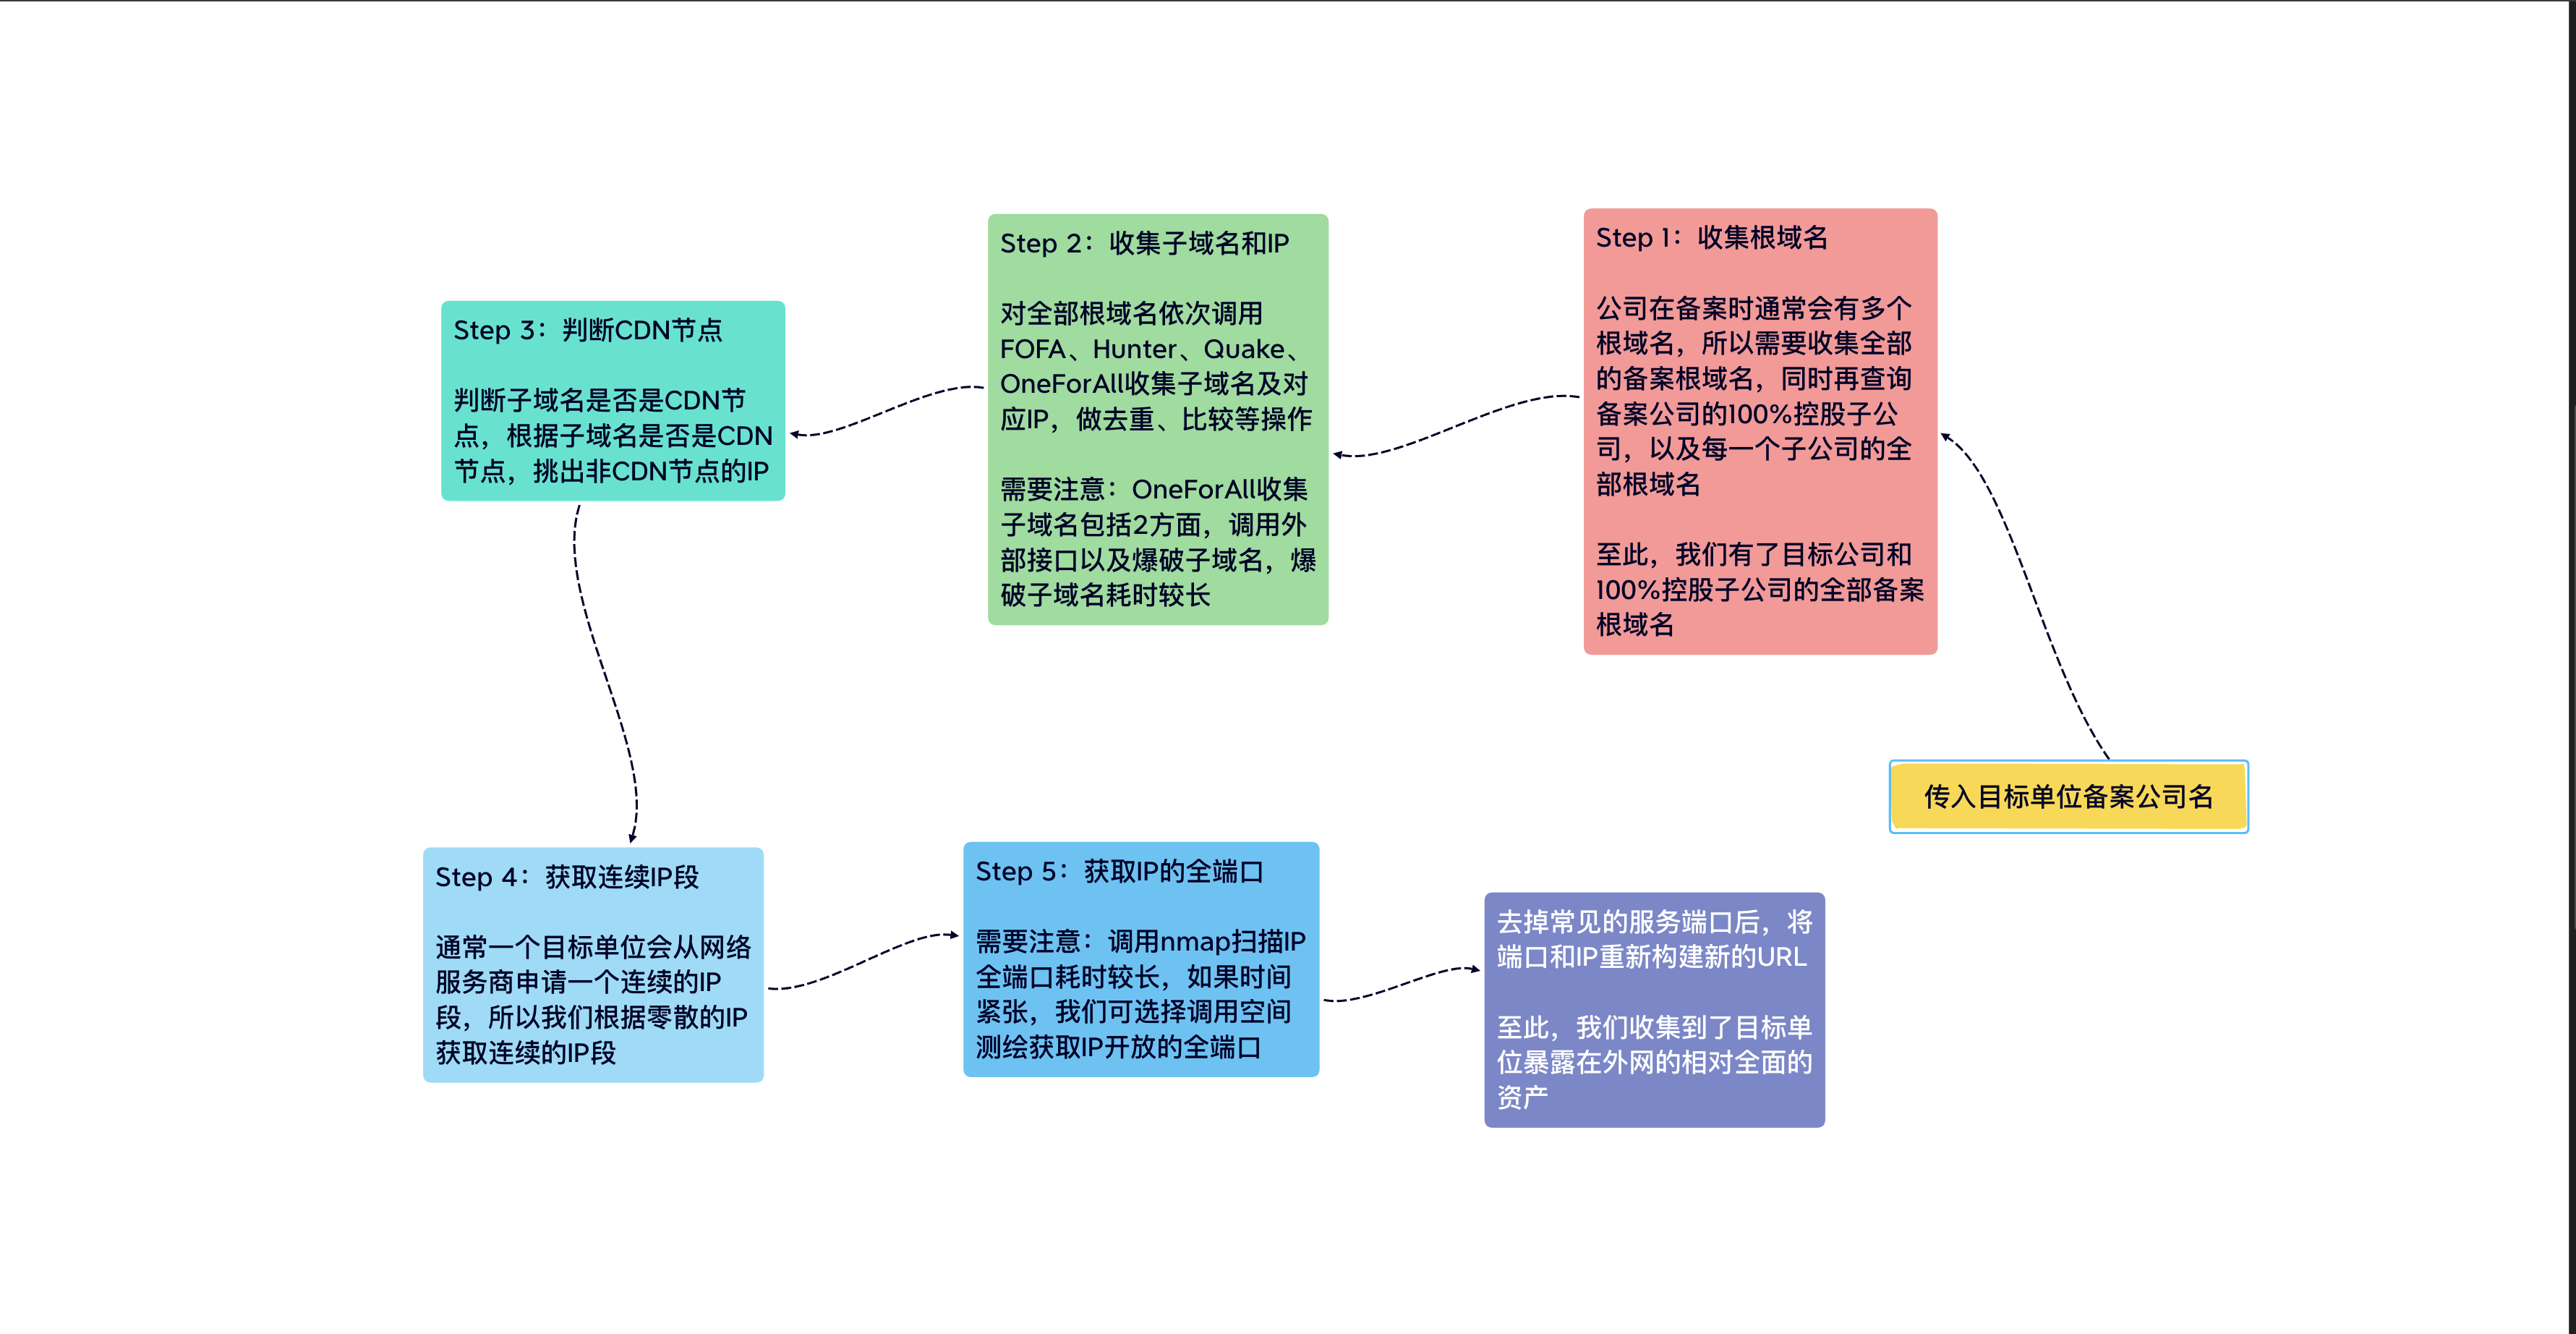 传入目标单位备案公司名
Step 1：收集根域名
公司在备案时通常会有多个
根域名，所以需要收集全部
的备案根域名，同时再查询
备案公司的100%控股子公
司，以及每一个子公司的全
部根域名
至此，我们有了目标公司和
100%控股子公司的全部备案
根域名
Step 2：收集子域名和IP
对全部根域名依次调用
FOFA、Hunter、Quake、
OneForAll收集子域名及对
应IP，做去重、比较等操作
需要注意：OneForAll收集
子域名包括2方面，调用外
部接口以及爆破子域名，爆
破子域名耗时较长
Step 3：判断CDN节点
判断子域名是否是CDN节
点，根据子域名是否是CDN
节点，挑出非CDN节点的IP
Step 4：获取连续IP段
通常一个目标单位会从网络
服务商申请一个连续的IP
段，所以我们根据零散的IP
获取连续的IP段
Step 5：获取IP的全端口
需要注意：调用nmap扫描IP
全端口耗时较长，如果时间
紧张，我们可选择调用空间
测绘获取IP开放的全端口
去掉常见的服务端口后，将
端口和IP重新构建新的URL
至此，我们收集到了目标单
位暴露在外网的相对全面的
资产